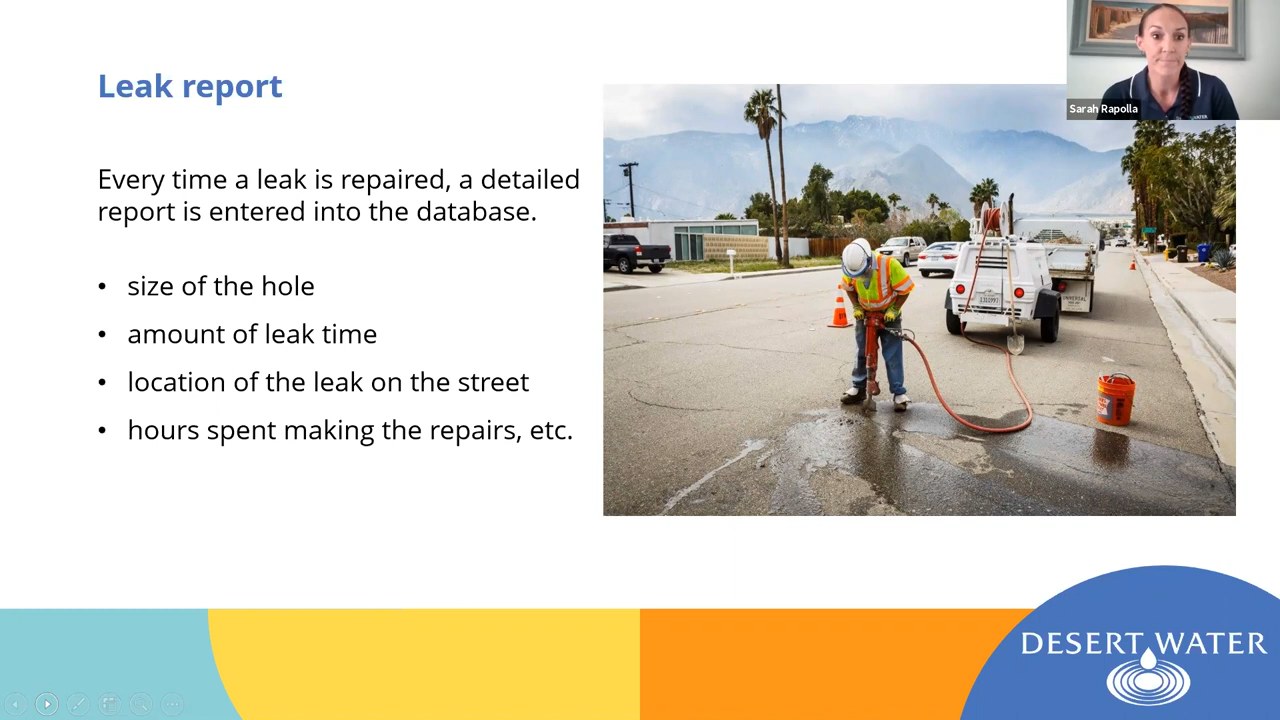 Leak report
Sarah Rapolla
Every time a leak is repaired, a detailed
report is entered into the database.
• size of the hole
• amount of leak time
• location of the leak on the street
• hours spent making the repairs, etc.
DESERT WATER